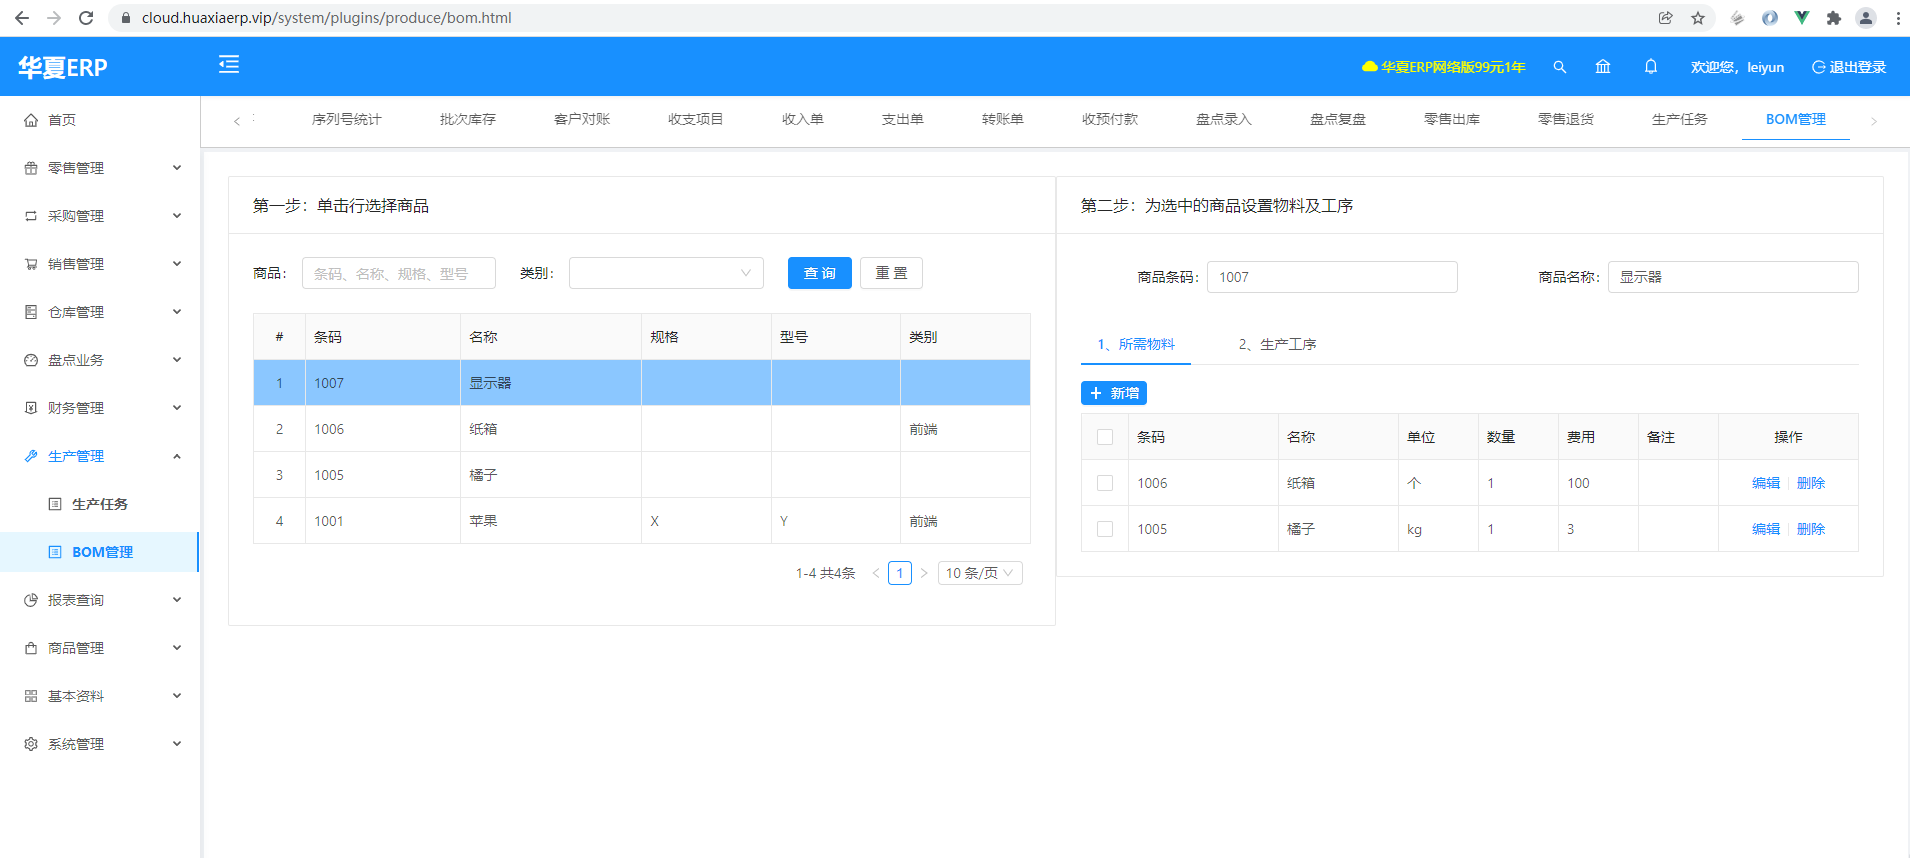 cloud.huaxiaerp.vip/system/plugins/produce/bom.html
华夏ERP
华夏ERP网络版99元1年
欢迎您，leiyun
退出登录
首页
零售管理
采购管理
销售管理
仓库管理
盘点业务
财务管理
生产管理
生产任务
BOM管理
报表查询
商品管理
基本资料
系统管理
序列号统计 批次库存 客户对账 收支项目 收入单 支出单 转账单 收预付款 盘点录入 盘点复盘 零售出库 零售退货 生产任务 BOM管理
第一步：单击行选择商品
商品： 条码、名称、规格、型号 类别： 查 询 重 置
# 条码 名称 规格 型号 类别
1 1007 显示器
2 1006 纸箱 前端
3 1005 橘子
4 1001 苹果 X Y 前端
1-4 共4条 < 1 > 10 条/页
第二步：为选中的商品设置物料及工序
商品条码： 1007 商品名称： 显示器
1、所需物料 2、生产工序
+ 新增
条码 名称 单位 数量 费用 备注 操作
1006 纸箱 个 1 100 编辑 删除
1005 橘子 kg 1 3 编辑 删除